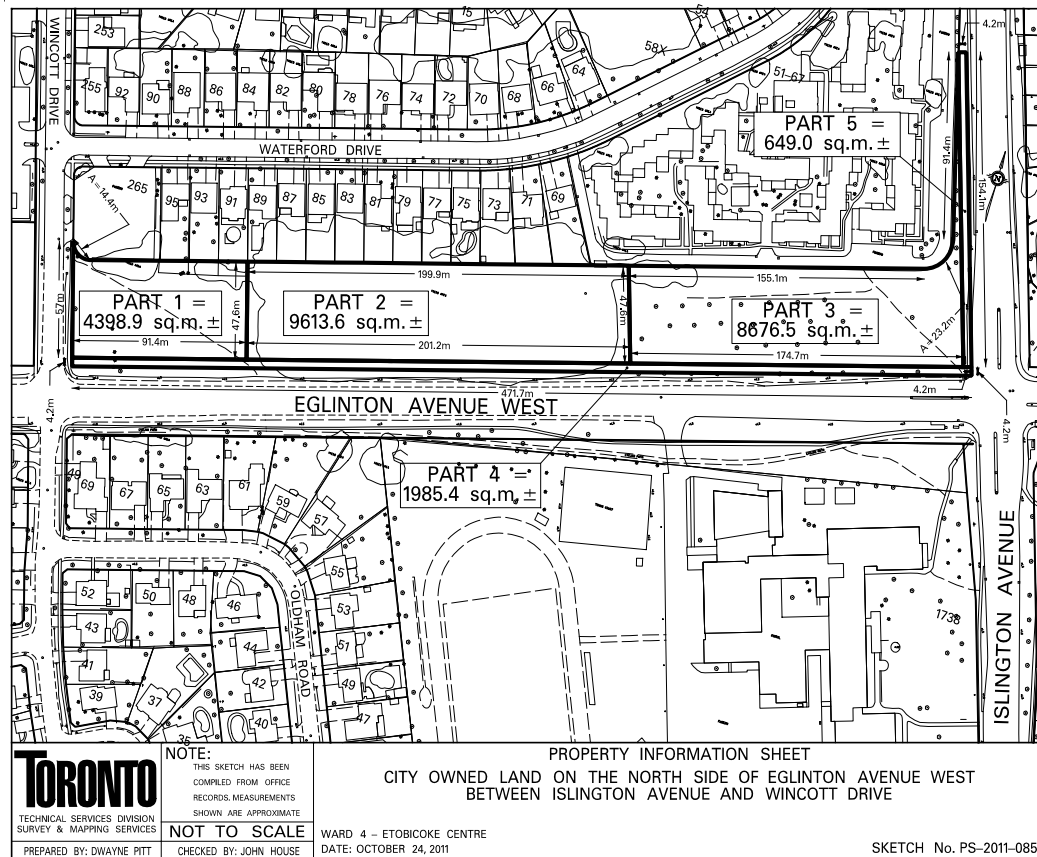 WINCOTT DRIVE
253
15
54
58X
4.2m
255
92
90
88
86
84
82
80
78
76
74
72
70
68
66
64
51-67
PART 5 =
649.0 sq.m.±
91.4m
154.1m
WATERFORD DRIVE
A=14.4m
265
95
93
91
89
87
85
83
81
79
77
75
73
71
69
199.9m
155.1m
57m
PART 1 =
4398.9 sq.m.±
47.6m
PART 2 =
9613.6 sq.m.±
47.6m
PART 3 =
8676.5 sq.m.±
A=23.2m
91.4m
201.2m
174.7m
471.7m
4.2m
4.2m
EGLINTON AVENUE WEST
4.2m
PART 4 =
1985.4 sq.m.±
49
69
67
65
63
61
59
57
55
53
51
49
47
52
50
48
46
43
44
41
42
39
37
40
35
OLDHAM ROAD
1738
ISLINGTON AVENUE
TORONTO
TECHNICAL SERVICES DIVISION
SURVEY & MAPPING SERVICES
PREPARED BY: DWAYNE PITT
NOTE:
THIS SKETCH HAS BEEN
COMPILED FROM OFFICE
RECORDS. MEASUREMENTS
SHOWN ARE APPROXIMATE
NOT TO SCALE
CHECKED BY: JOHN HOUSE
PROPERTY INFORMATION SHEET
CITY OWNED LAND ON THE NORTH SIDE OF EGLINTON AVENUE WEST
BETWEEN ISLINGTON AVENUE AND WINCOTT DRIVE
WARD 4 – ETOBICOKE CENTRE
DATE: OCTOBER 24, 2011
SKETCH No. PS–2011–085